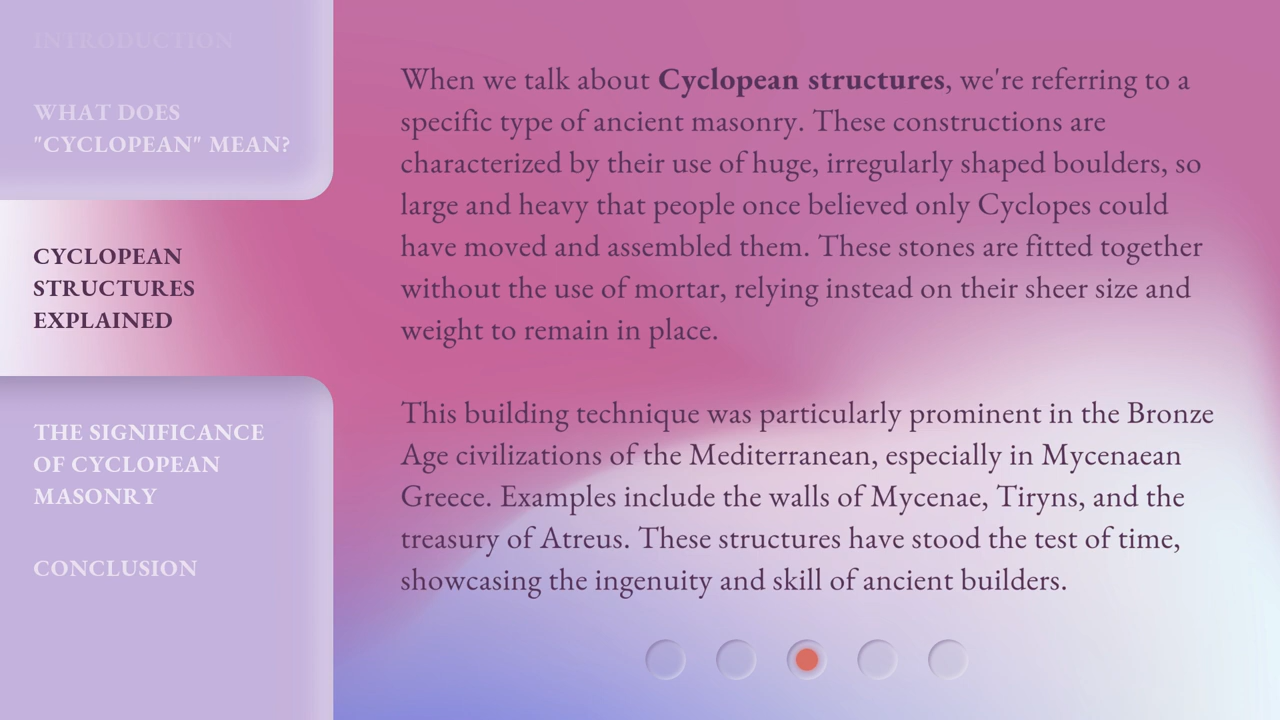 INTRODUCTION
WHAT DOES
"CYCLOPEAN" MEAN?
CYCLOPEAN
STRUCTURES
EXPLAINED
THE SIGNIFICANCE
OF CYCLOPEAN
MASONRY
CONCLUSION
When we talk about Cyclopean structures, we're referring to a
specific type of ancient masonry. These constructions are
characterized by their use of huge, irregularly shaped boulders, so
large and heavy that people once believed only Cyclopes could
have moved and assembled them. These stones are fitted together
without the use of mortar, relying instead on their sheer size and
weight to remain in place.
This building technique was particularly prominent in the Bronze
Age civilizations of the Mediterranean, especially in Mycenaean
Greece. Examples include the walls of Mycenae, Tiryns, and the
treasury of Atreus. These structures have stood the test of time,
showcasing the ingenuity and skill of ancient builders.